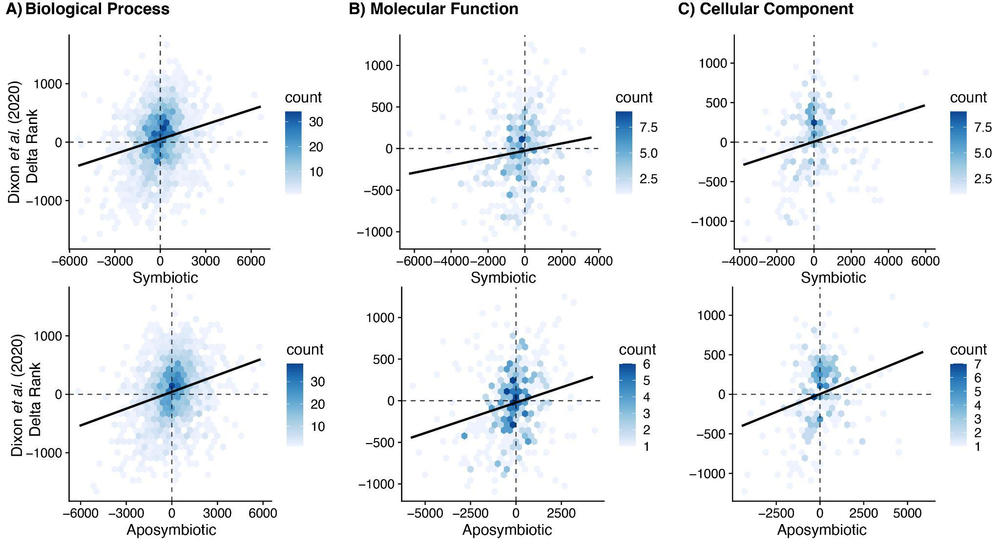 A) Biological Process
Dixon et al. (2020)
Delta Rank
1000
0
−1000
−6000 −3000 0 3000 6000
Symbiotic
count
30
20
10
B) Molecular Function
1000
500
0
−500
−1000
−6000 −4000 −2000 0 2000 4000
Symbiotic
count
7.5
5.0
2.5
C) Cellular Component
1000
500
0
−500
−1000
−4000 −2000 0 2000 4000 6000
Symbiotic
count
7.5
5.0
2.5
Dixon et al. (2020)
Delta Rank
1000
0
−1000
−6000 −3000 0 3000 6000
Aposymbiotic
count
30
20
10
1000
500
0
−500
−1000
−5000 −2500 0 2500
Aposymbiotic
count
6
5
4
3
2
1
1000
500
0
−500
−1000
−2500 0 2500 5000
Aposymbiotic
count
7
6
5
4
3
2
1